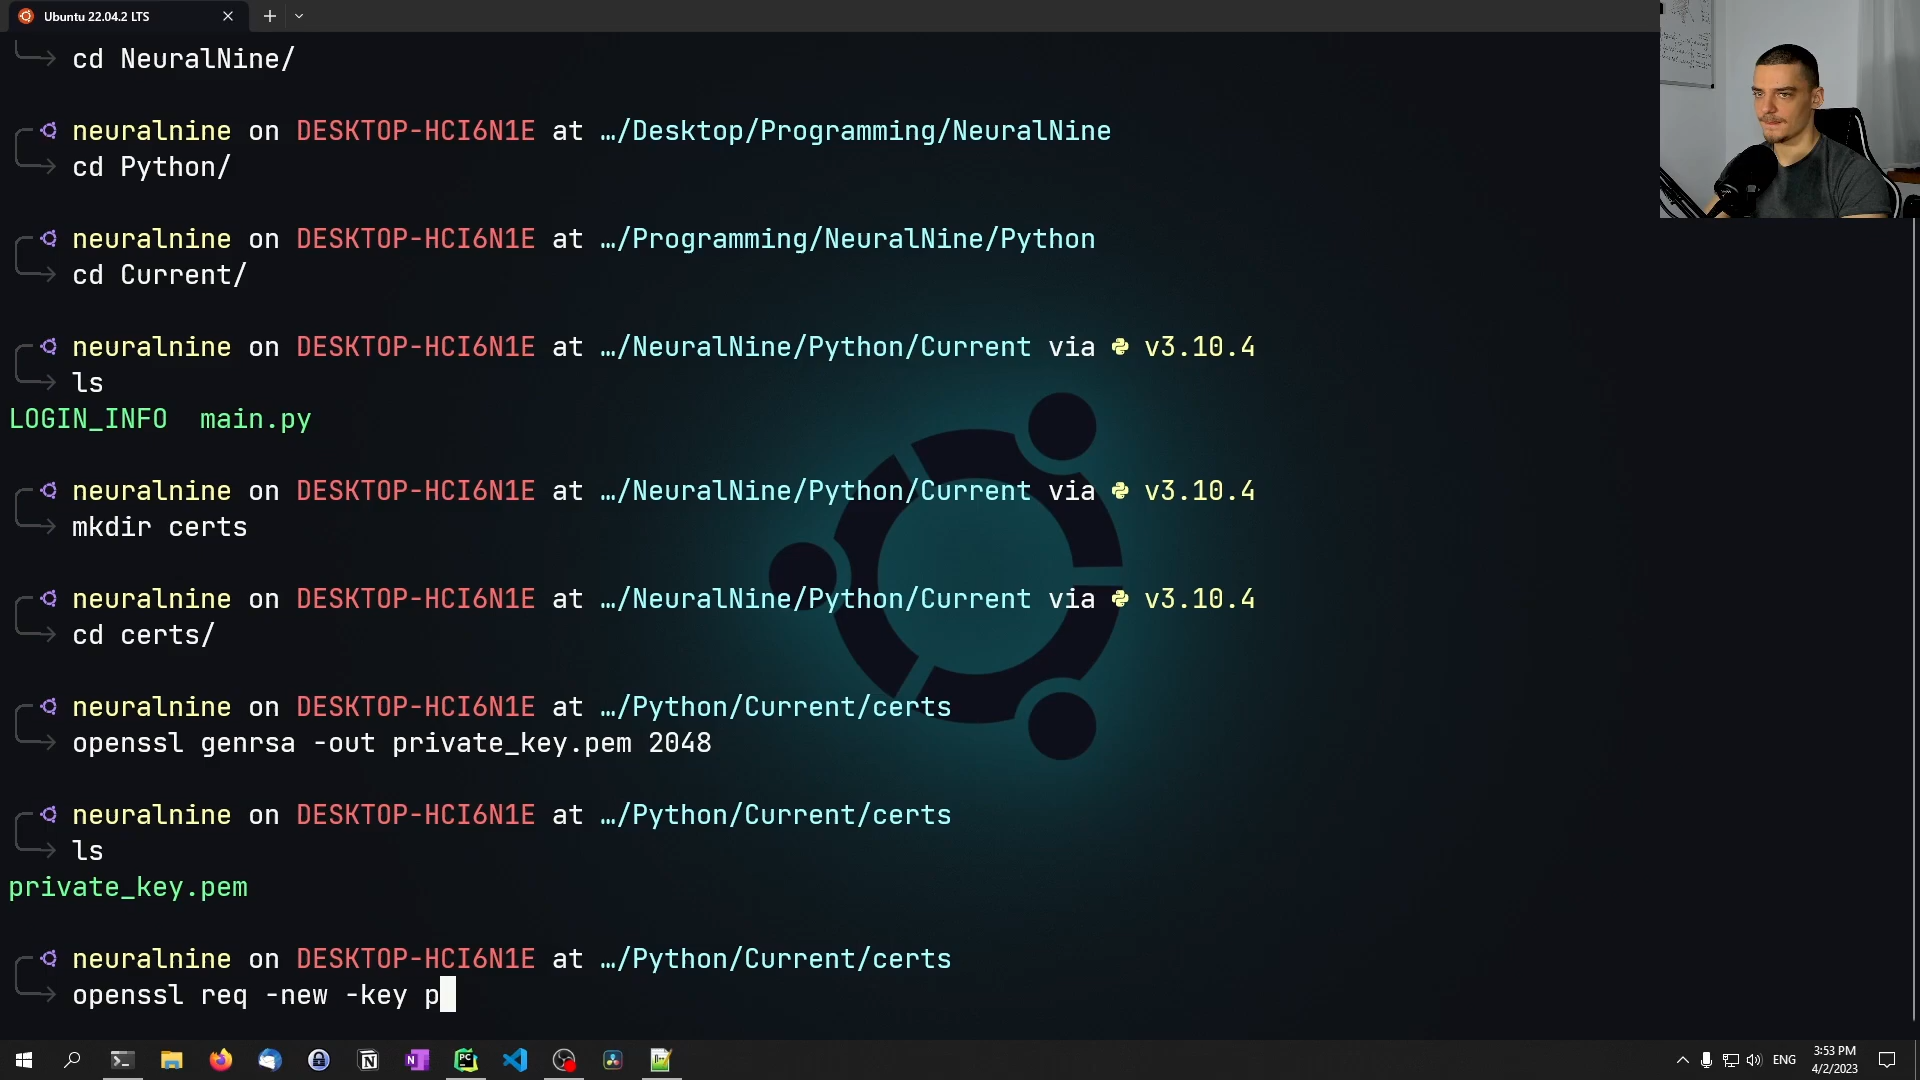 Ubuntu 22.04.2 LTS
cd NeuralNine/
neuralnine on DESKTOP-HCI6N1E at …/Desktop/Programming/NeuralNine
cd Python/
neuralnine on DESKTOP-HCI6N1E at …/Programming/NeuralNine/Python
cd Current/
neuralnine on DESKTOP-HCI6N1E at …/NeuralNine/Python/Current via v3.10.4
ls
LOGIN_INFO main.py
neuralnine on DESKTOP-HCI6N1E at …/NeuralNine/Python/Current via v3.10.4
mkdir certs
neuralnine on DESKTOP-HCI6N1E at …/NeuralNine/Python/Current via v3.10.4
cd certs/
neuralnine on DESKTOP-HCI6N1E at …/Python/Current/certs
openssl genrsa -out private_key.pem 2048
neuralnine on DESKTOP-HCI6N1E at …/Python/Current/certs
ls
private_key.pem
neuralnine on DESKTOP-HCI6N1E at …/Python/Current/certs
openssl req -new -key p
ENG
3:53 PM
4/2/2023